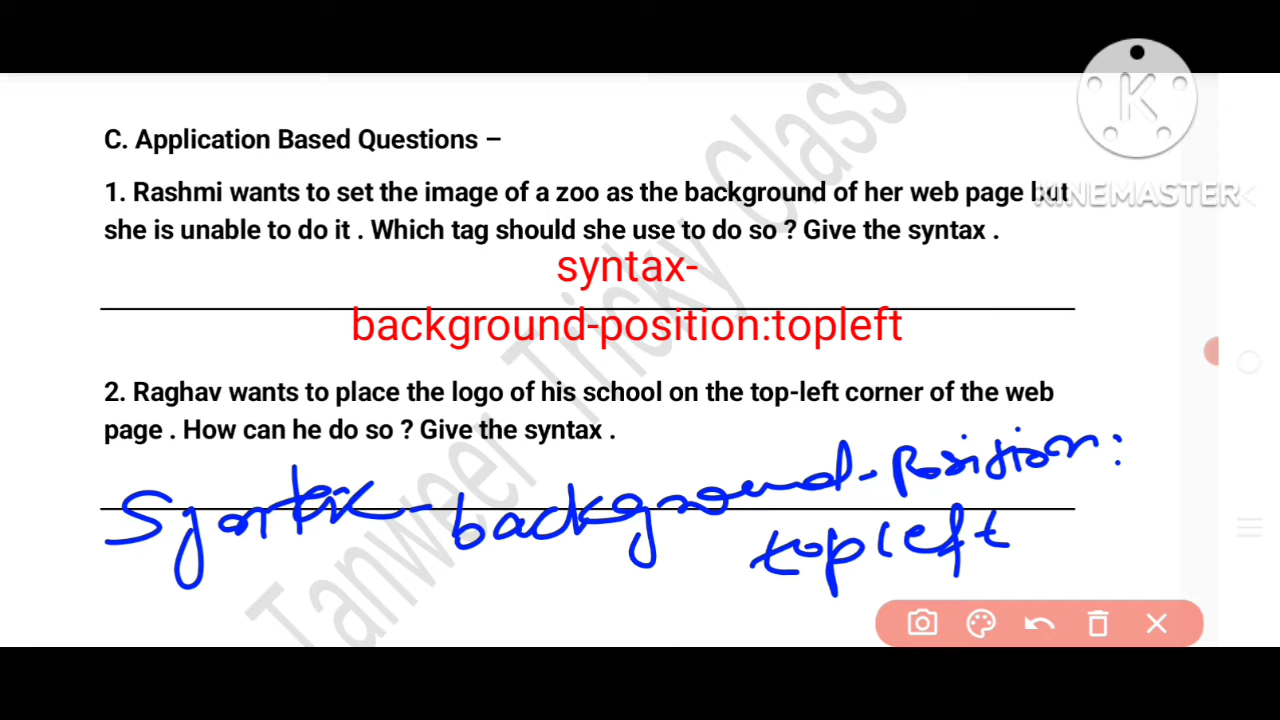 C. Application Based Questions –
1. Rashmi wants to set the image of a zoo as the background of her web page but
she is unable to do it . Which tag should she use to do so ? Give the syntax .
syntax-
background-position:topleft
2. Raghav wants to place the logo of his school on the top-left corner of the web
page . How can he do so ? Give the syntax .
Syntax - background-Position:
topleft
Tanweer Tricky Class
K
KINEMASTER